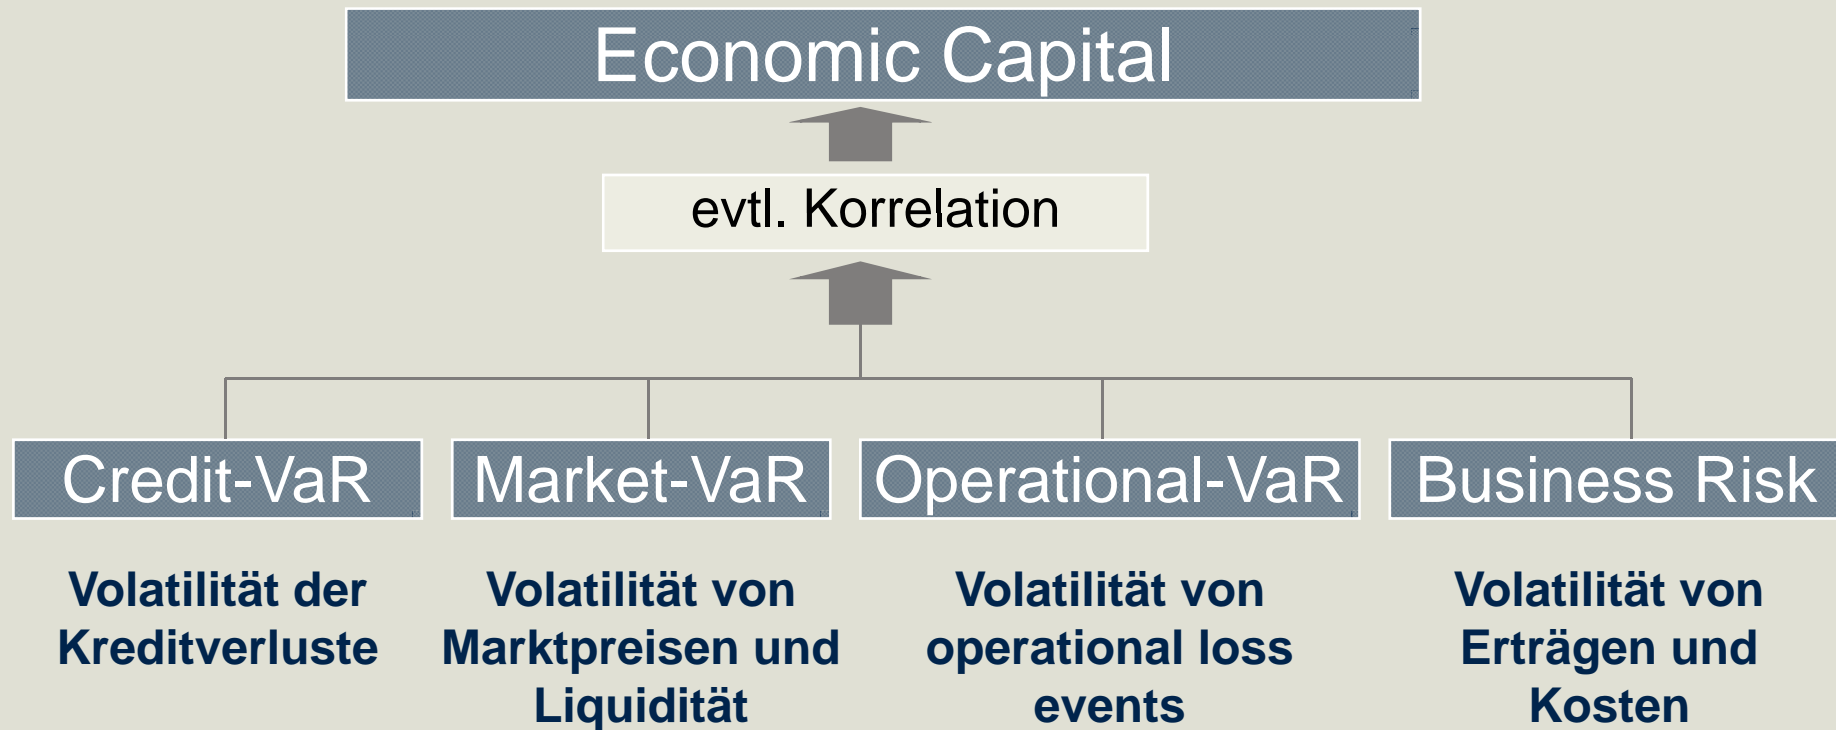 Economic Capital
evtl. Korrelation
Credit-VaR
Market-VaR
Operational-VaR
Business Risk
Volatilität der
Kreditverluste
Volatilität von
Marktpreisen und
Liquidität
Volatilität von
operational loss
events
Volatilität von
Erträgen und
Kosten